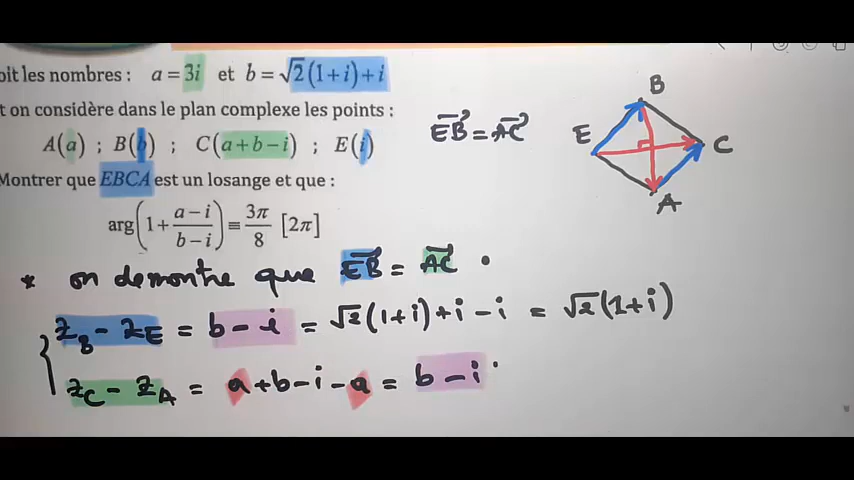 oit les nombres : a = 3i et b = √2(1+i)+i
t on considère dans le plan complexe les points :
A(a) ; B(b) ; C(a+b−i) ; E(i)
Montrer que EBCA est un losange et que :
arg(1 + (a−i)/(b−i)) ≡ 3π/8 [2π]
EB→ = AC→
B
E
C
A
* on demontre que EB→ = AC→ .
z_B − z_E = b − i = √2(1+i) + i − i = √2(1+i)
z_C − z_A = a + b − i − a = b − i .